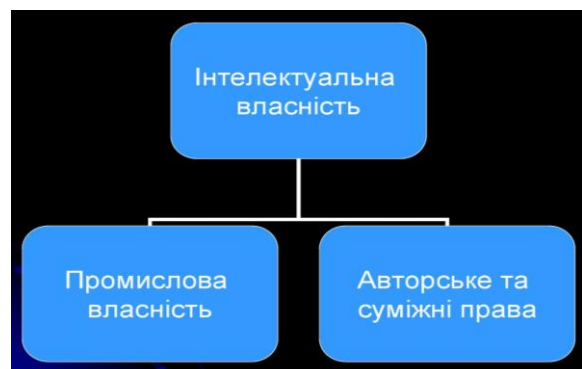 Інтелектуальна
власність
Промислова
власність
Авторське та
суміжні права